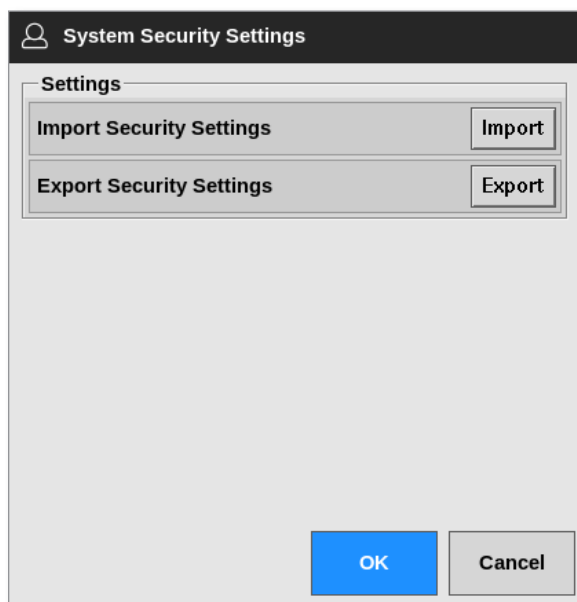 System Security Settings
Settings
Import Security Settings Import
Export Security Settings Export
OK Cancel